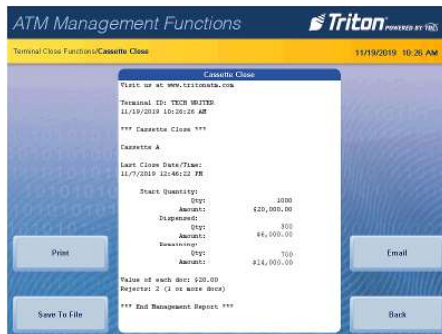 ATM Management Functions
Triton POWERED BY TRC
Terminal Close Functions/Cassette Close
11/19/2019 10:26 AM
Cassette Close
Visit us at www.tritonatm.com
Terminal ID: TECH WRITER
11/19/2019 10:26:26 AM
*** Cassette Close ***
Cassette A
Last Close Date/Time:
11/7/2019 12:46:22 PM
Start Quantity:
Qty: 1000
Amount: $20,000.00
Dispensed:
Qty: 300
Amount: $6,000.00
Remaining:
Qty: 700
Amount: $14,000.00
Value of each doc: $20.00
Rejects: 2 (1 or more docs)
*** End Management Report ***
Print
Email
Save To File
Back